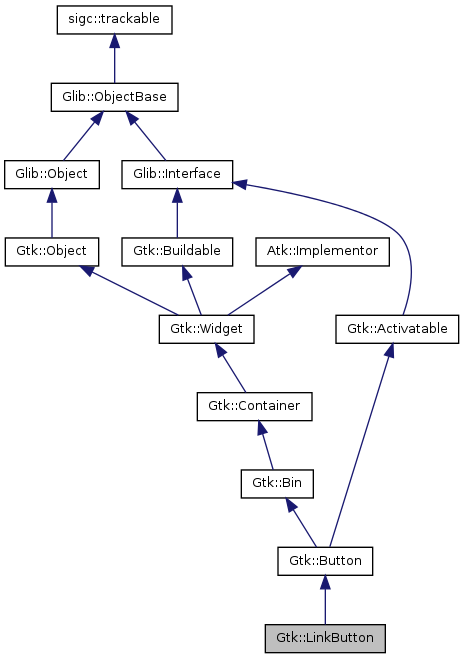 sigc::trackable
Glib::ObjectBase
Glib::Object
Glib::Interface
Gtk::Object
Gtk::Buildable
Atk::Implementor
Gtk::Widget
Gtk::Activatable
Gtk::Container
Gtk::Bin
Gtk::Button
Gtk::LinkButton